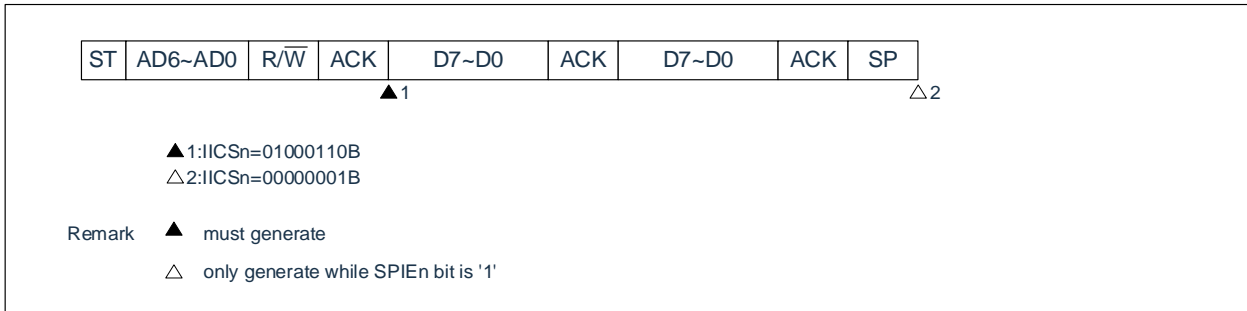 ST AD6~AD0 R/W̅ ACK D7~D0 ACK D7~D0 ACK SP
▲1 △2
▲1:IICSn=01000110B
△2:IICSn=00000001B
Remark ▲ must generate
△ only generate while SPIEn bit is '1'